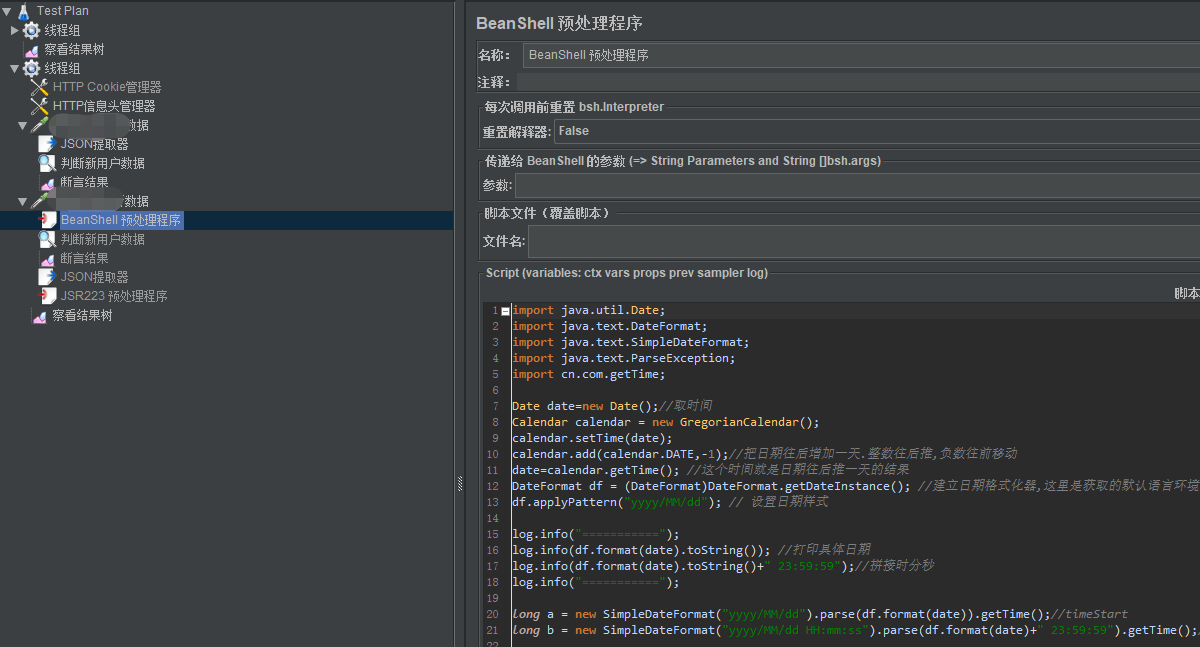 Test Plan
线程组
察看结果树
线程组
HTTP Cookie管理器
HTTP信息头管理器
数据
JSON提取器
判断新用户数据
断言结果
数据
BeanShell 预处理程序
判断新用户数据
断言结果
JSON提取器
JSR223 预处理程序
察看结果树
BeanShell 预处理程序
名称: BeanShell 预处理程序
注释:
每次调用前重置 bsh.Interpreter
重置解释器: False
传递给 BeanShell 的参数 (=> String Parameters and String []bsh.args)
参数:
脚本文件（覆盖脚本）
文件名:
Script (variables: ctx vars props prev sampler log)
脚本
1 import java.util.Date;
2 import java.text.DateFormat;
3 import java.text.SimpleDateFormat;
4 import java.text.ParseException;
5 import cn.com.getTime;
6
7 Date date=new Date();//取时间
8 Calendar calendar = new GregorianCalendar();
9 calendar.setTime(date);
10 calendar.add(calendar.DATE,-1);//把日期往后增加一天.整数往后推,负数往前移动
11 date=calendar.getTime(); //这个时间就是日期往后推一天的结果
12 DateFormat df = (DateFormat)DateFormat.getDateInstance(); //建立日期格式化器,这里是获取的默认语言环境
13 df.applyPattern("yyyy/MM/dd"); // 设置日期样式
14
15 log.info("===========");
16 log.info(df.format(date).toString()); //打印具体日期
17 log.info(df.format(date).toString()+" 23:59:59");//拼接时分秒
18 log.info("===========");
19
20 long a = new SimpleDateFormat("yyyy/MM/dd").parse(df.format(date)).getTime();//timeStart
21 long b = new SimpleDateFormat("yyyy/MM/dd HH:mm:ss").parse(df.format(date)+" 23:59:59").getTime();